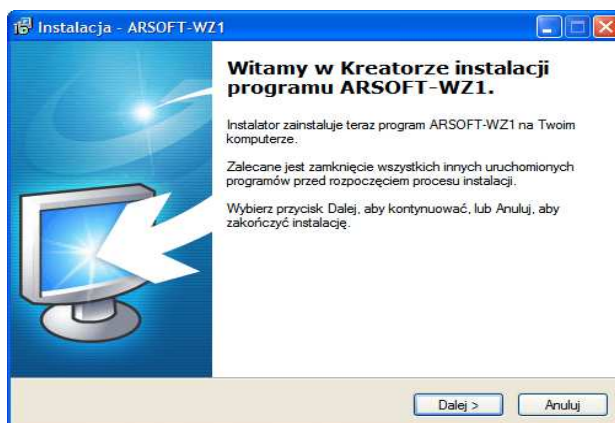 Instalacja - ARSOFT-WZ1
Witamy w Kreatorze instalacji
programu ARSOFT-WZ1.
Instalator zainstaluje teraz program ARSOFT-WZ1 na Twoim
komputerze.
Zalecane jest zamknięcie wszystkich innych uruchomionych
programów przed rozpoczęciem procesu instalacji.
Wybierz przycisk Dalej, aby kontynuować, lub Anuluj, aby
zakończyć instalację.
Dalej >
Anuluj